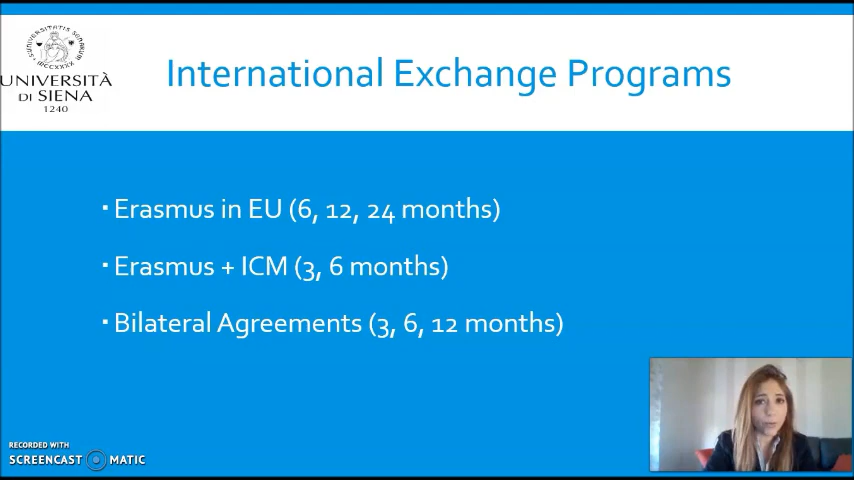 UNIVERSITÀ
DI SIENA
1240
International Exchange Programs
▪ Erasmus in EU (6, 12, 24 months)
▪ Erasmus + ICM (3, 6 months)
▪ Bilateral Agreements (3, 6, 12 months)
RECORDED WITH
SCREENCAST MATIC